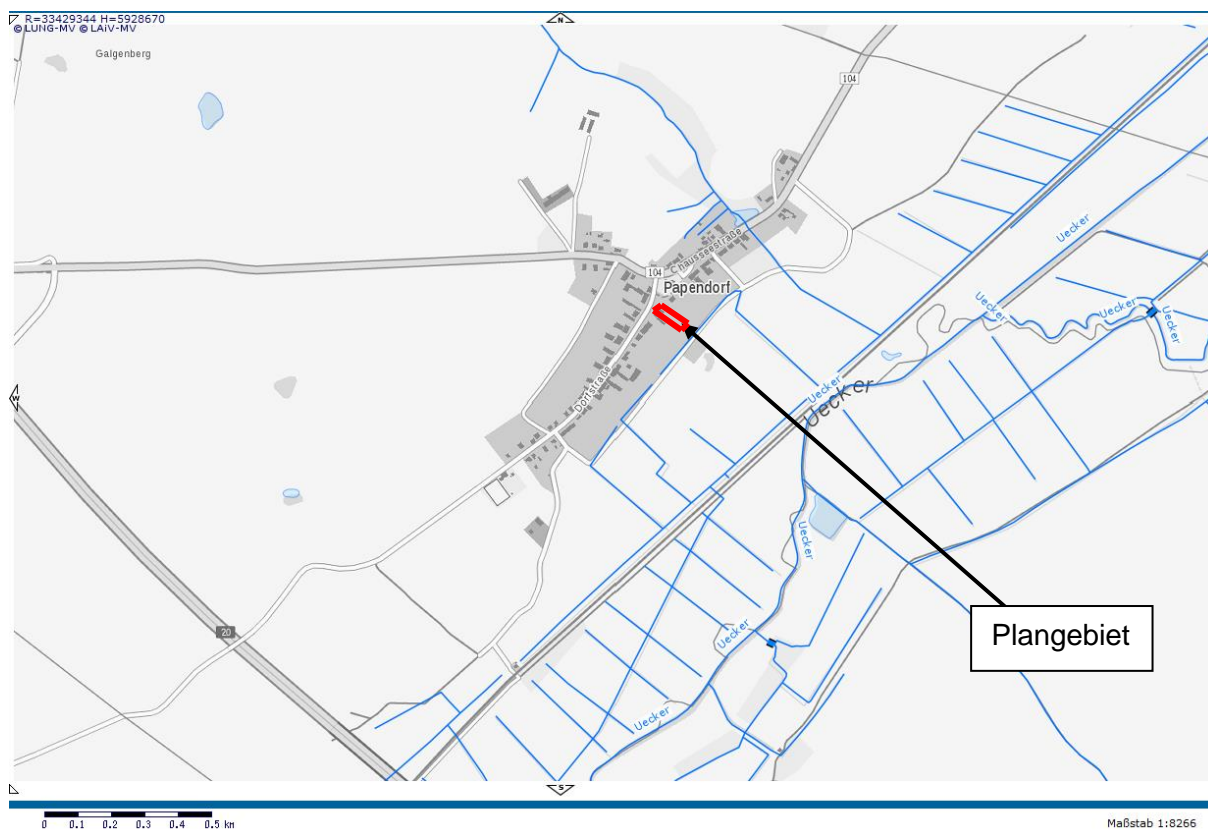 R=33429344 H=5928670
© LUNG-MV © LAiV-MV
N
Galgenberg
104
Uecker
Chausseestraße
104
Papendorf
Uecker
Uecker
Uecker
Uecker
Uecker
Uecker
W
Dorfstraße
Uecker
20
Uecker
Plangebiet
Uecker
S
0 0.1 0.2 0.3 0.4 0.5 km
Maßstab 1:8266